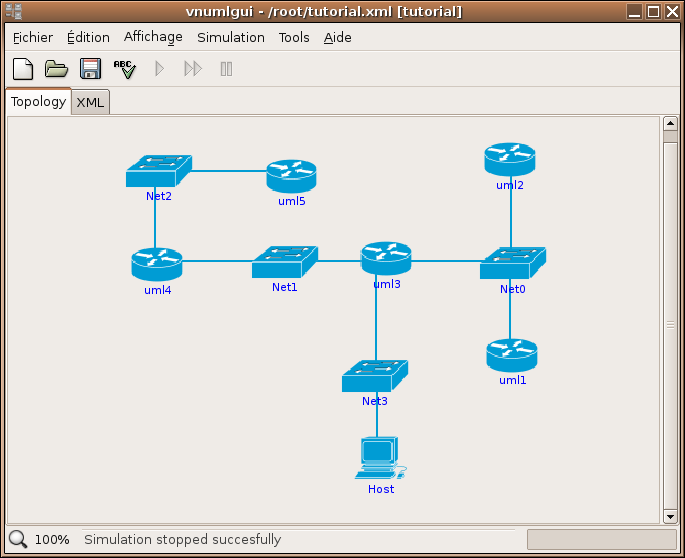 vnumlgui - /root/tutorial.xml [tutorial]
Fichier Édition Affichage Simulation Tools Aide
ABC
Topology XML
uml2
Net2
uml5
uml4
Net1
uml3
Net0
uml1
Net3
Host
100% Simulation stopped succesfully